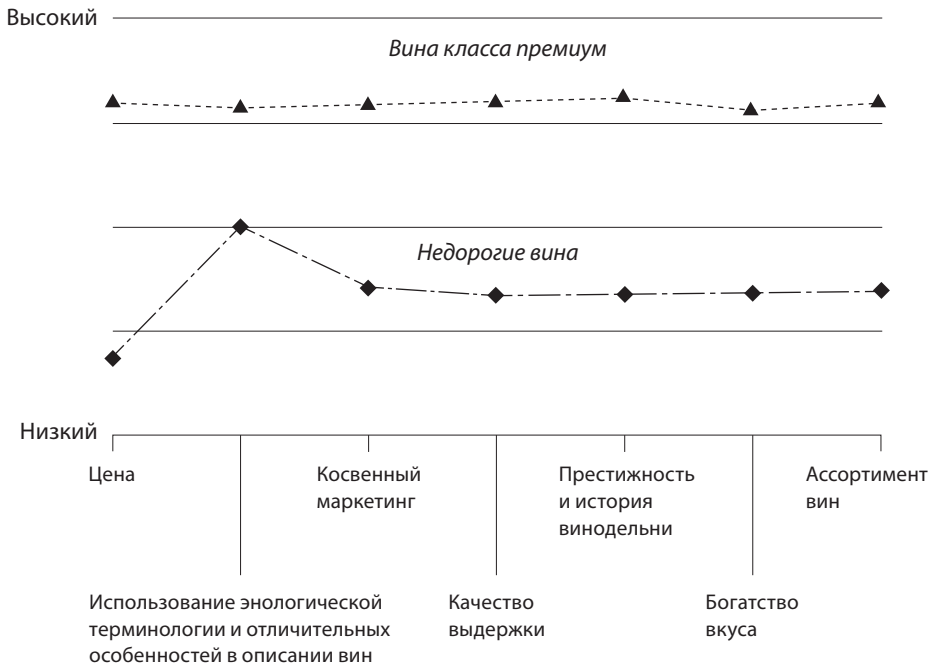 Высокий
Вина класса премиум
Недорогие вина
Низкий
Цена
Косвенный
маркетинг
Престижность
и история
винодельни
Ассортимент
вин
Использование энологической
терминологии и отличительных
особенностей в описании вин
Качество
выдержки
Богатство
вкуса